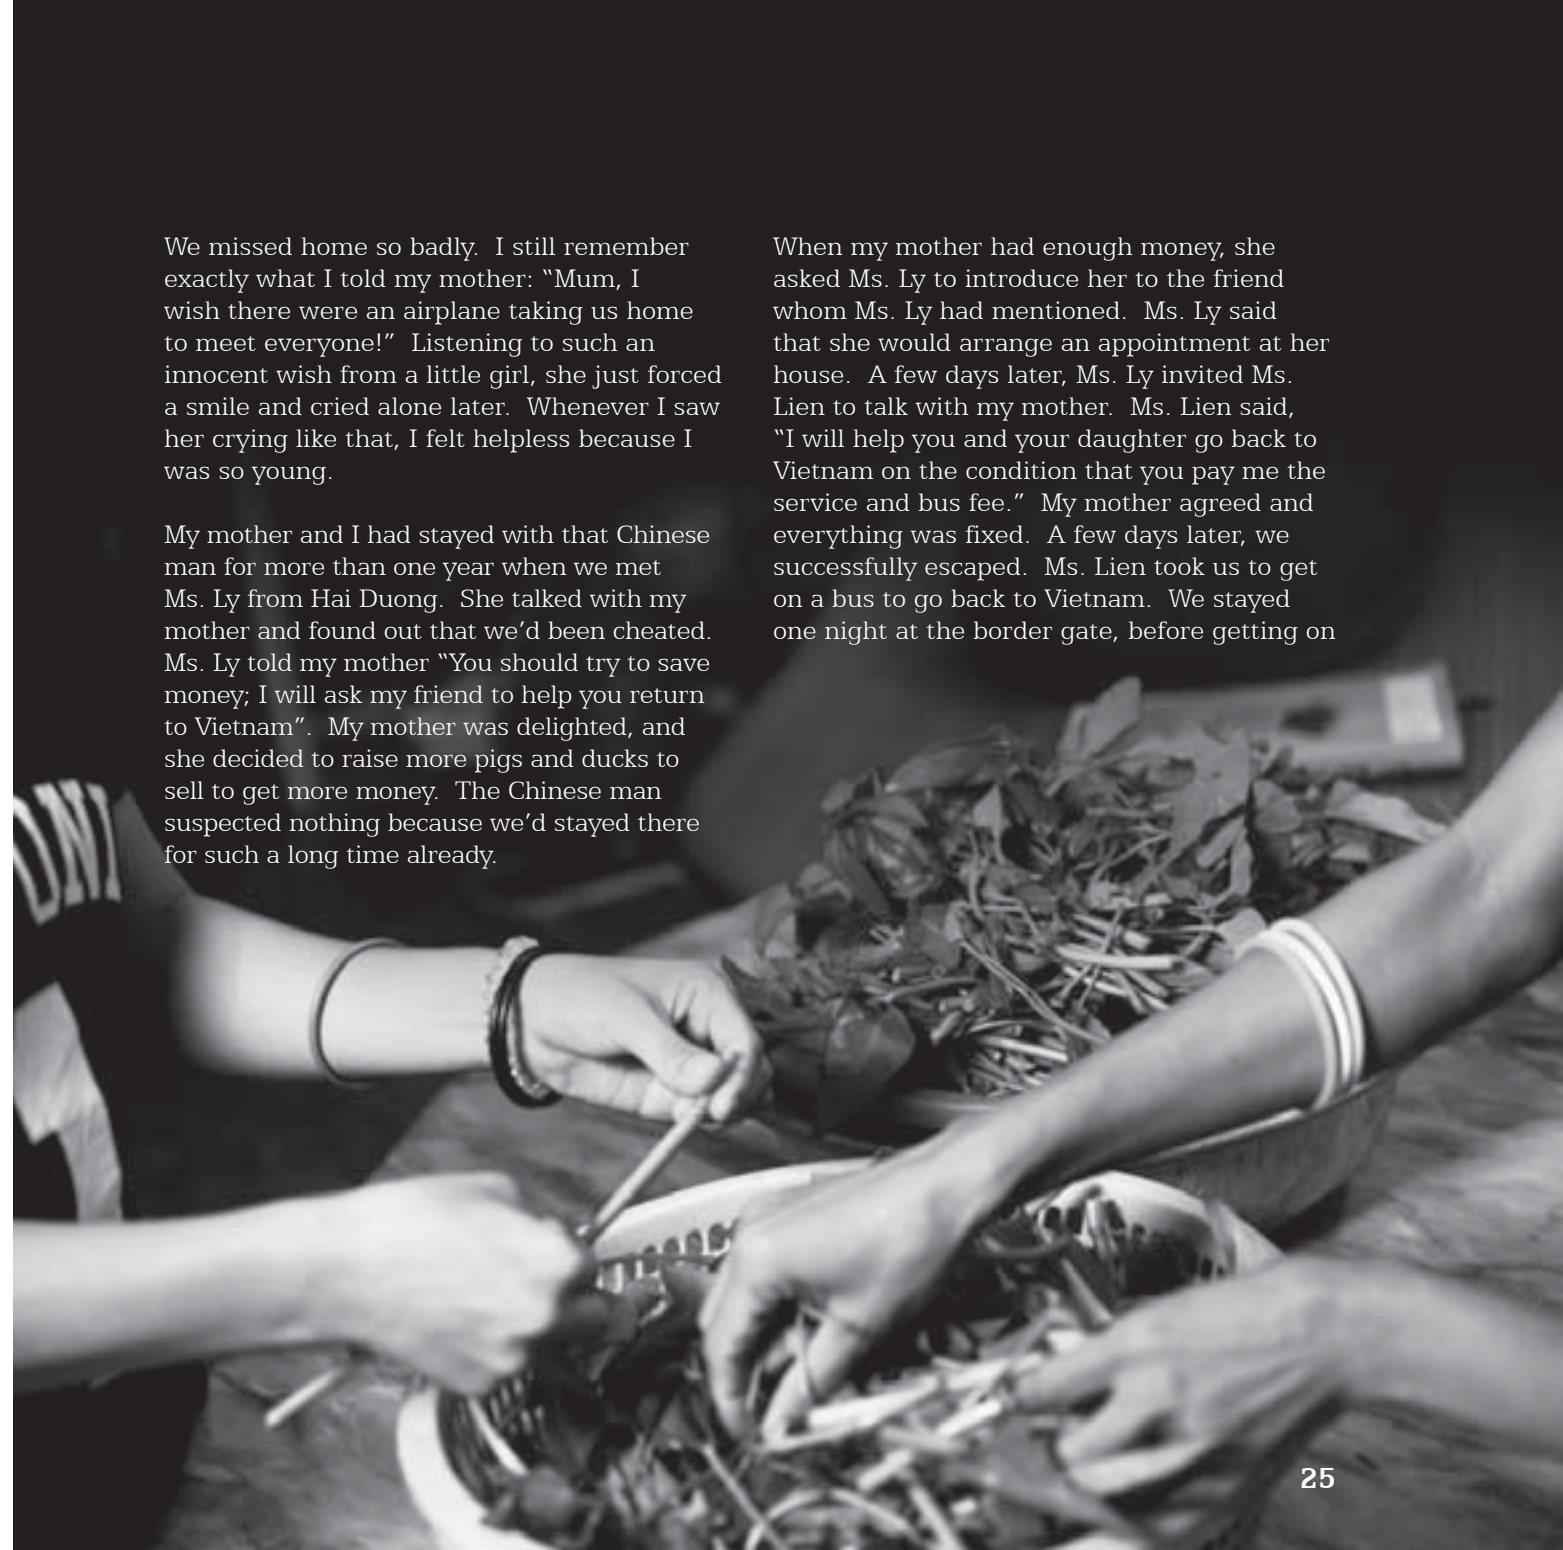 We missed home so badly.  I still remember
exactly what I told my mother: “Mum, I
wish there were an airplane taking us home
to meet everyone!”  Listening to such an
innocent wish from a little girl, she just forced
a smile and cried alone later.  Whenever I saw
her crying like that, I felt helpless because I
was so young.
My mother and I had stayed with that Chinese
man for more than one year when we met
Ms. Ly from Hai Duong.  She talked with my
mother and found out that we’d been cheated.
Ms. Ly told my mother “You should try to save
money; I will ask my friend to help you return
to Vietnam”.  My mother was delighted, and
she decided to raise more pigs and ducks to
sell to get more money.  The Chinese man
suspected nothing because we’d stayed there
for such a long time already.
When my mother had enough money, she
asked Ms. Ly to introduce her to the friend
whom Ms. Ly had mentioned.  Ms. Ly said
that she would arrange an appointment at her
house.  A few days later, Ms. Ly invited Ms.
Lien to talk with my mother.  Ms. Lien said,
“I will help you and your daughter go back to
Vietnam on the condition that you pay me the
service and bus fee.”  My mother agreed and
everything was fixed.  A few days later, we
successfully escaped.  Ms. Lien took us to get
on a bus to go back to Vietnam.  We stayed
one night at the border gate, before getting on
25